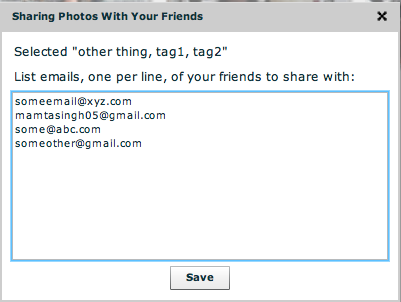 Sharing Photos With Your Friends
Selected "other thing, tag1, tag2"
List emails, one per line, of your friends to share with:
someemail@xyz.com
mamtasingh05@gmail.com
some@abc.com
someother@gmail.com
Save